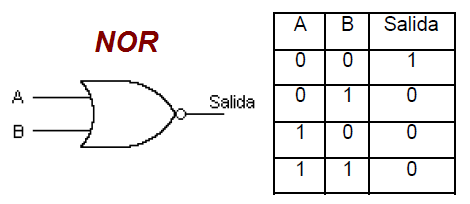 NOR
A
B
Salida
A B Salida
0 0 1
0 1 0
1 0 0
1 1 0